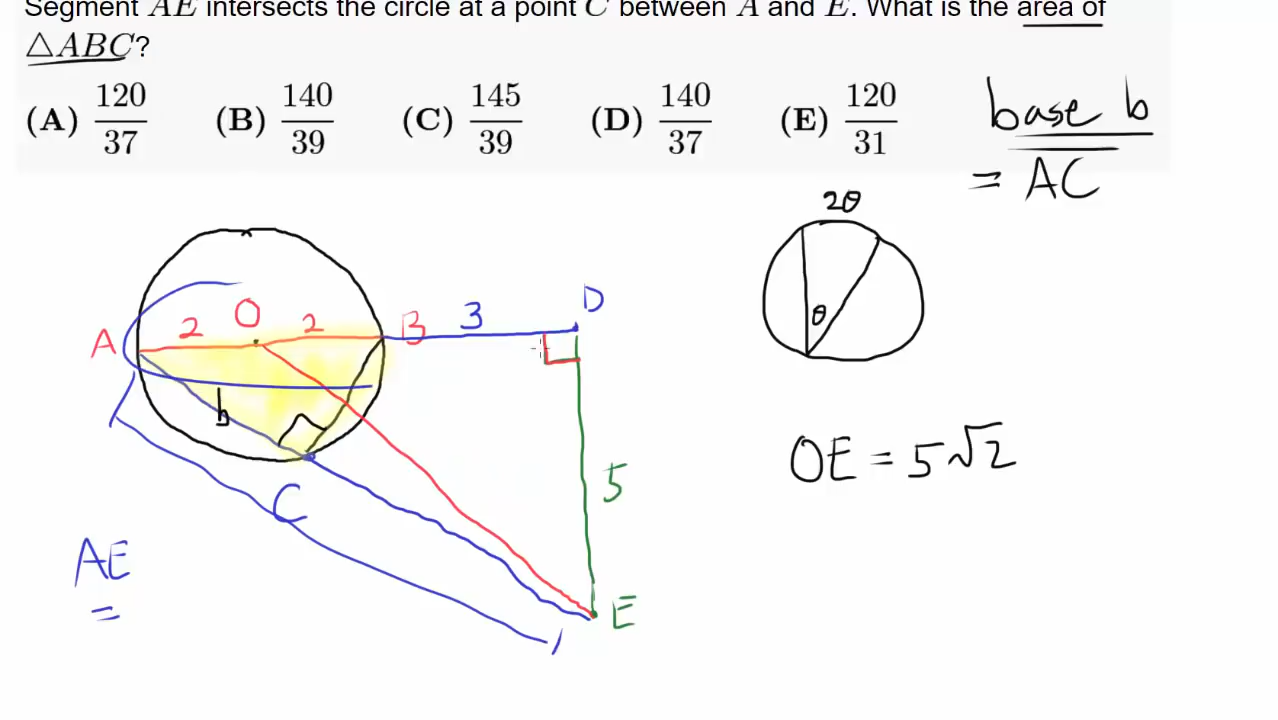 Segment AE intersects the circle at a point C between A and E. What is the area of
△ABC?
(A) 120/37 (B) 140/39 (C) 145/39 (D) 140/37 (E) 120/31
base b
= AC
2θ
θ
A 2 O 2 B 3 D
b
C
5
E
OE = 5√2
AE
=